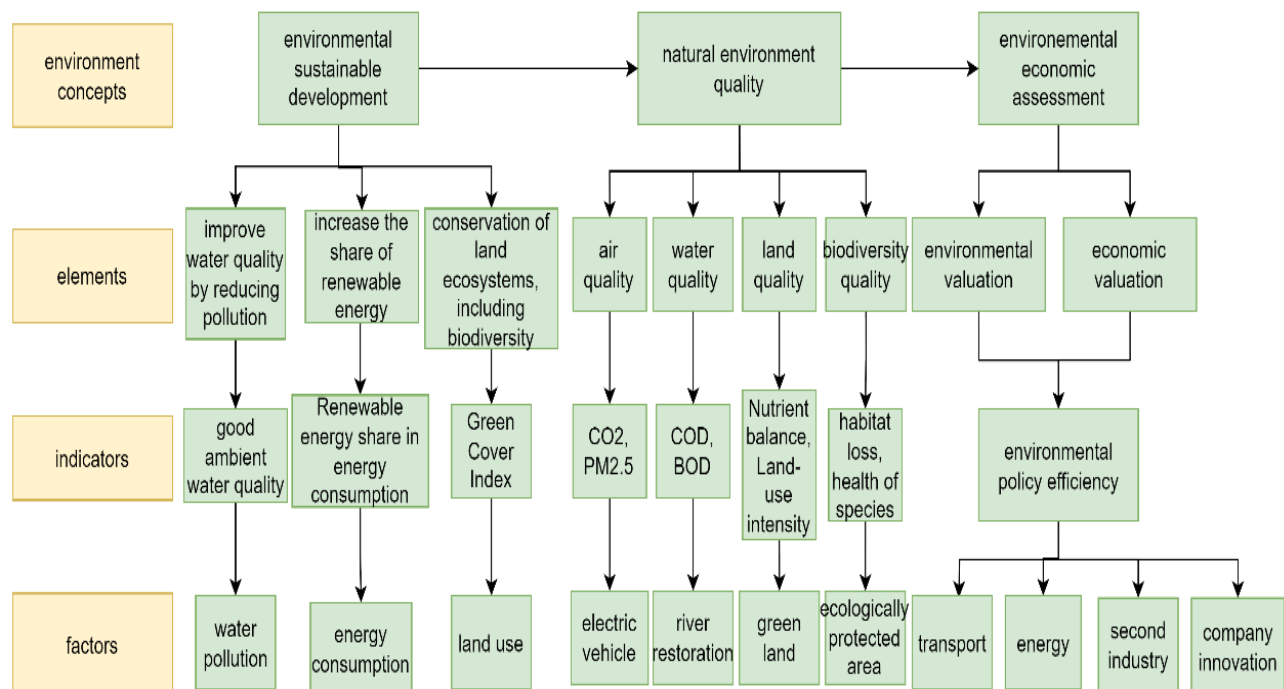 environment
concepts
environmental
sustainable
development
natural environment
quality
environemental
economic
assessment
elements
improve
water quality
by reducing
pollution
increase the
share of
renewable
energy
conservation of
land
ecosystems,
including
biodiversity
air
quality
water
quality
land
quality
biodiversity
quality
environmental
valuation
economic
valuation
indicators
good
ambient
water quality
Renewable
energy share in
energy
consumption
Green
Cover
Index
CO2,
PM2.5
COD,
BOD
Nutrient
balance,
Land-
use
intensity
habitat
loss,
health of
species
environmental
policy efficiency
factors
water
pollution
energy
consumption
land use
electric
vehicle
river
restoration
green
land
ecologically
protected
area
transport
energy
second
industry
company
innovation